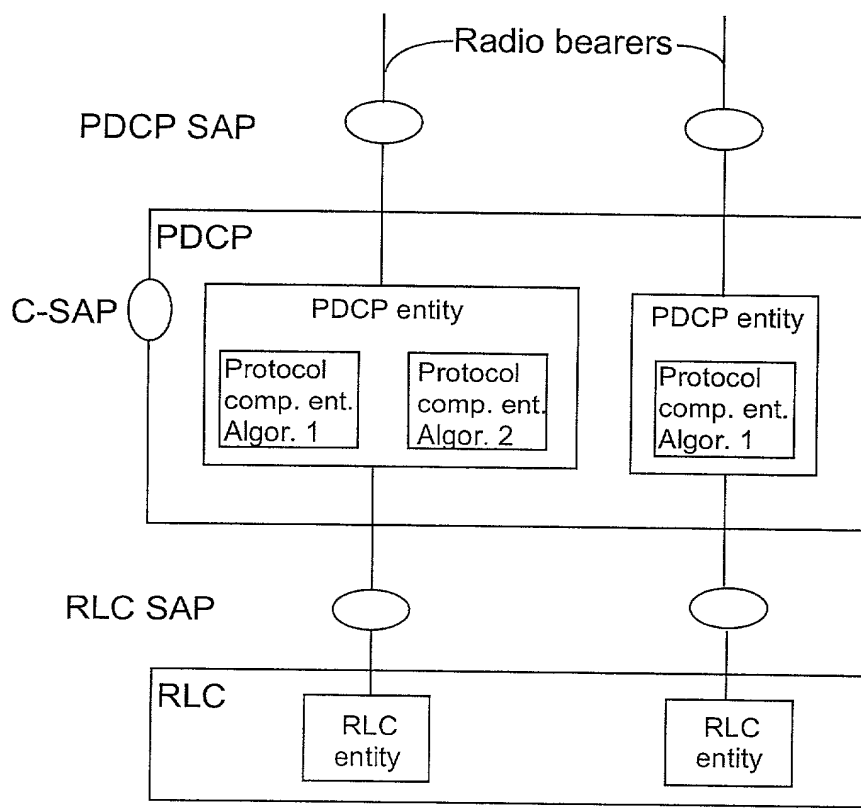 Radio bearers
PDCP SAP
PDCP
C-SAP
PDCP entity
Protocol
comp. ent.
Algor. 1
Protocol
comp. ent.
Algor. 2
PDCP entity
Protocol
comp. ent.
Algor. 1
RLC SAP
RLC
RLC
entity
RLC
entity